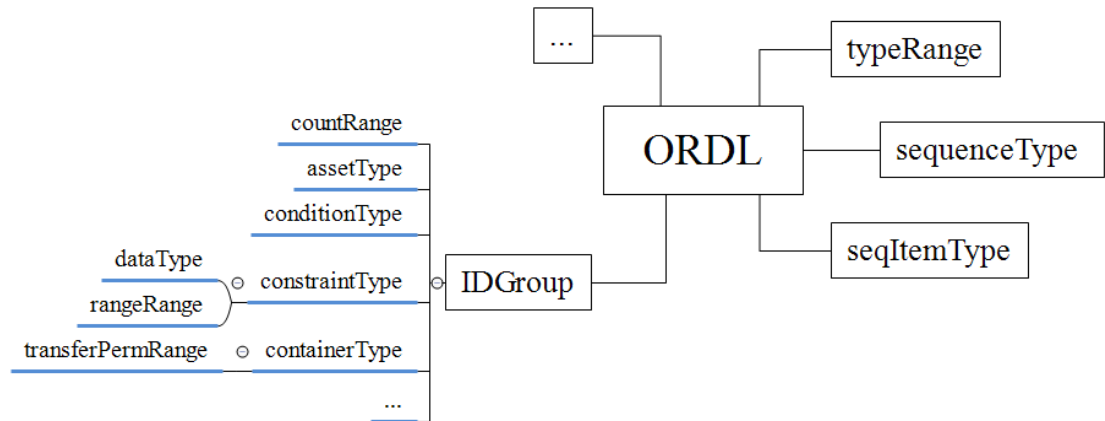 ...
typeRange
ORDL
sequenceType
seqItemType
IDGroup
countRange
assetType
conditionType
constraintType
dataType
rangeRange
containerType
transferPermRange
...